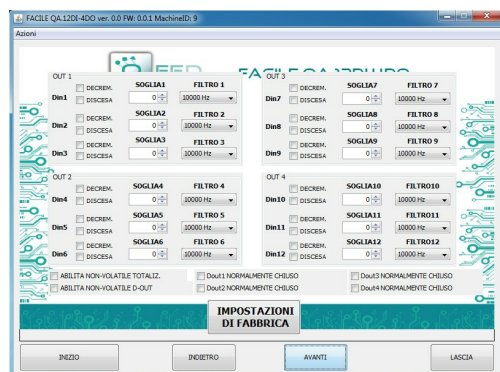 FACILE QA.12DI-4DO ver. 0.0 FW: 0.0.1 MachineID: 9
Azioni
OUT 1
DECREM. SOGLIA1 FILTRO 1
Din1 DISCESA 0 10000 Hz
DECREM. SOGLIA2 FILTRO 2
Din2 DISCESA 0 10000 Hz
DECREM. SOGLIA3 FILTRO 3
Din3 DISCESA 0 10000 Hz
OUT 3
DECREM. SOGLIA7 FILTRO 7
Din7 DISCESA 0 10000 Hz
DECREM. SOGLIA8 FILTRO 8
Din8 DISCESA 0 10000 Hz
DECREM. SOGLIA9 FILTRO 9
Din9 DISCESA 0 10000 Hz
OUT 2
DECREM. SOGLIA4 FILTRO 4
Din4 DISCESA 0 10000 Hz
DECREM. SOGLIA5 FILTRO 5
Din5 DISCESA 0 10000 Hz
DECREM. SOGLIA6 FILTRO 6
Din6 DISCESA 0 10000 Hz
OUT 4
DECREM. SOGLIA10 FILTRO10
Din10 DISCESA 0 10000 Hz
DECREM. SOGLIA11 FILTRO11
Din11 DISCESA 0 10000 Hz
DECREM. SOGLIA12 FILTRO12
Din12 DISCESA 0 10000 Hz
ABILITA NON-VOLATILE TOTALIZ. Dout1 NORMALMENTE CHIUSO Dout3 NORMALMENTE CHIUSO
ABILITA NON-VOLATILE D-OUT Dout2 NORMALMENTE CHIUSO Dout4 NORMALMENTE CHIUSO
IMPOSTAZIONI
DI FABBRICA
INIZIO INDIETRO AVANTI LASCIA